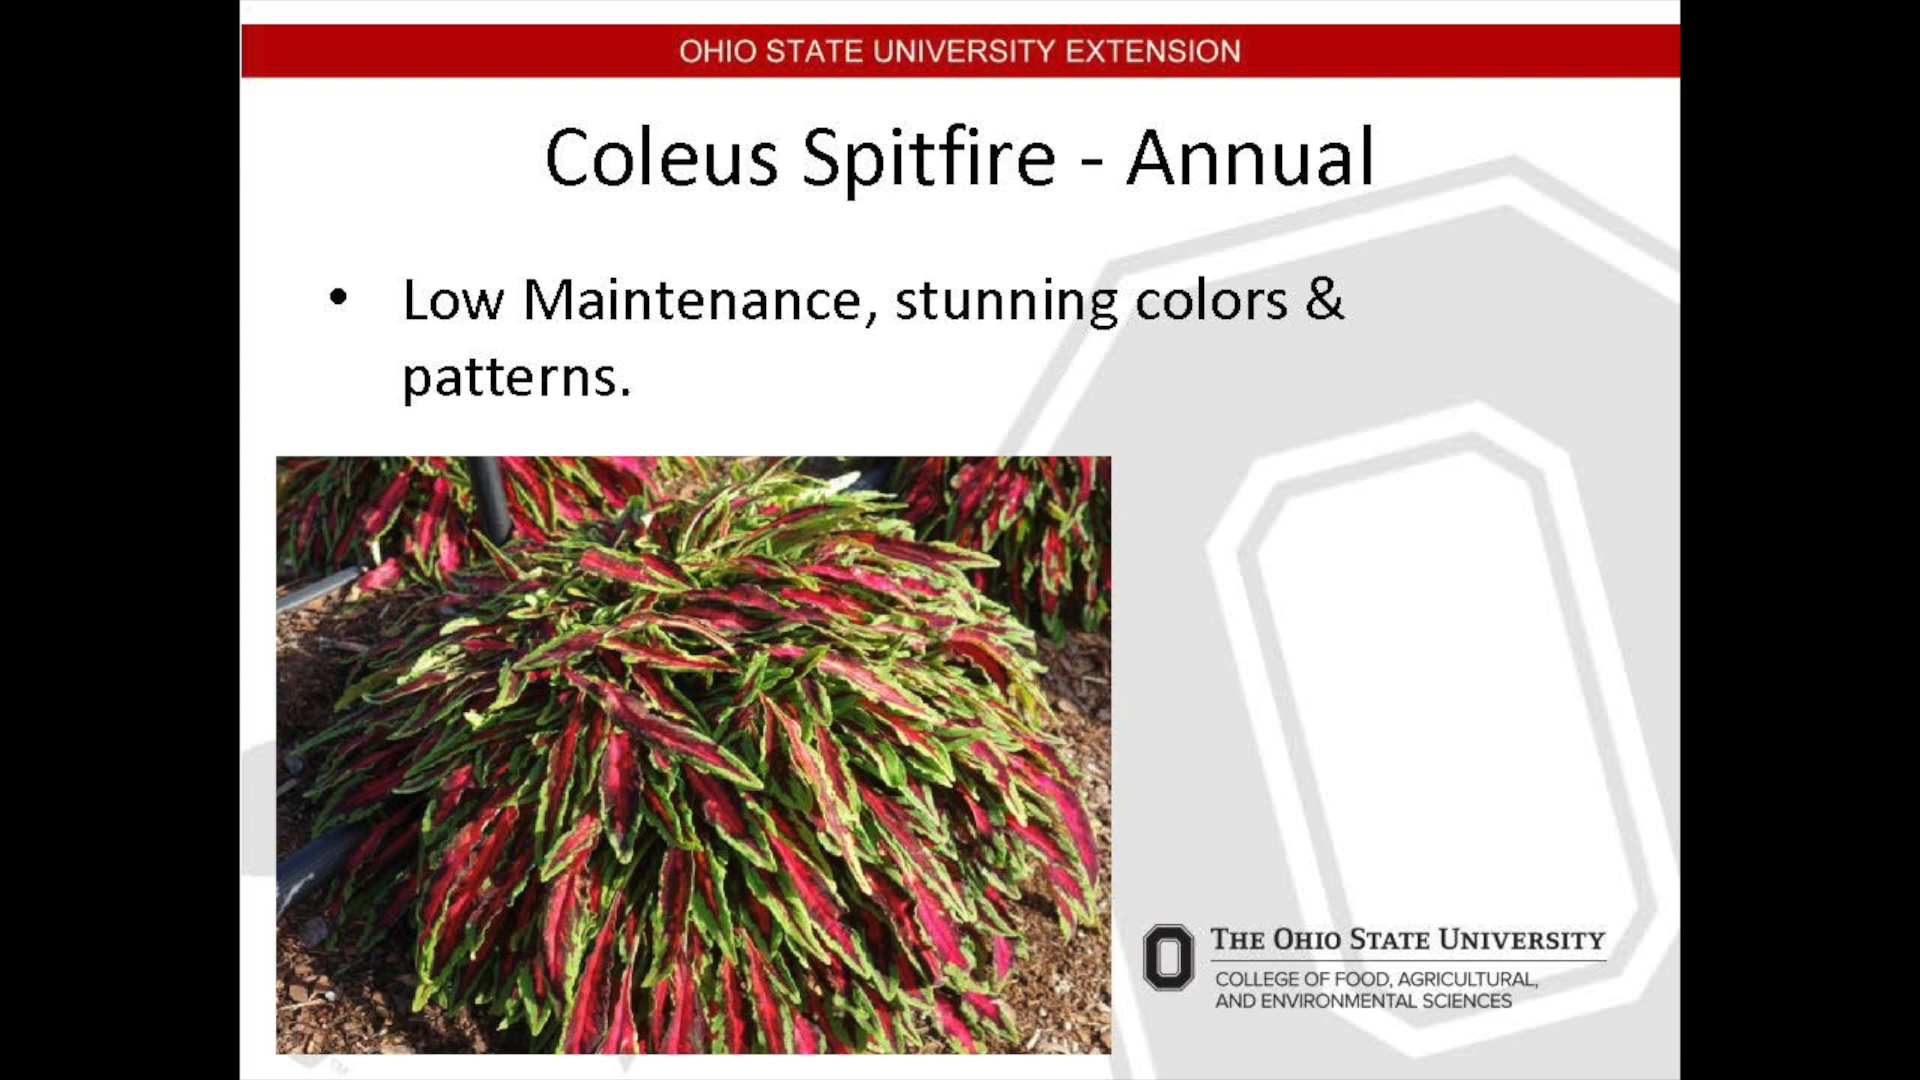 OHIO STATE UNIVERSITY EXTENSION
Coleus Spitfire - Annual
• Low Maintenance, stunning colors &
patterns.
THE OHIO STATE UNIVERSITY
COLLEGE OF FOOD, AGRICULTURAL,
AND ENVIRONMENTAL SCIENCES
TM